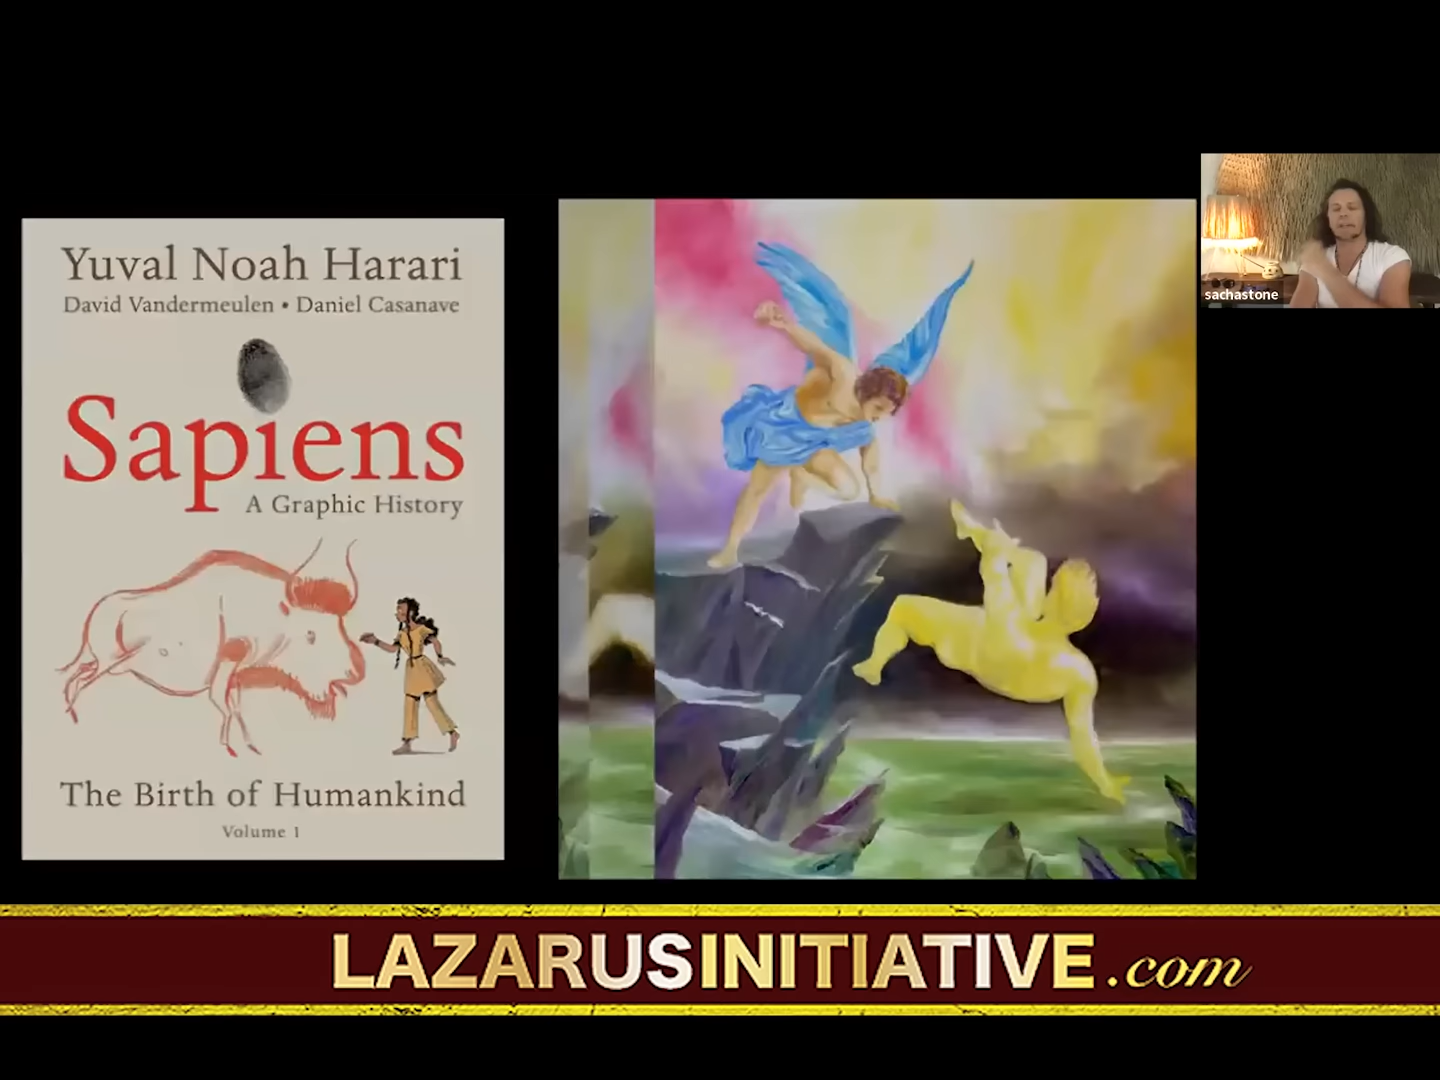 Yuval Noah Harari
David Vandermeulen • Daniel Casanave
Sapiens
A Graphic History
The Birth of Humankind
Volume 1
sachastone
LAZARUSINITIATIVE.com